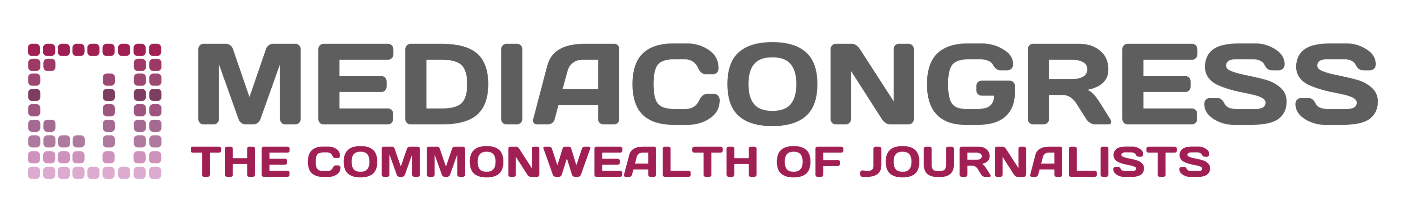 MEDIACONGRESS
THE COMMONWEALTH OF JOURNALISTS